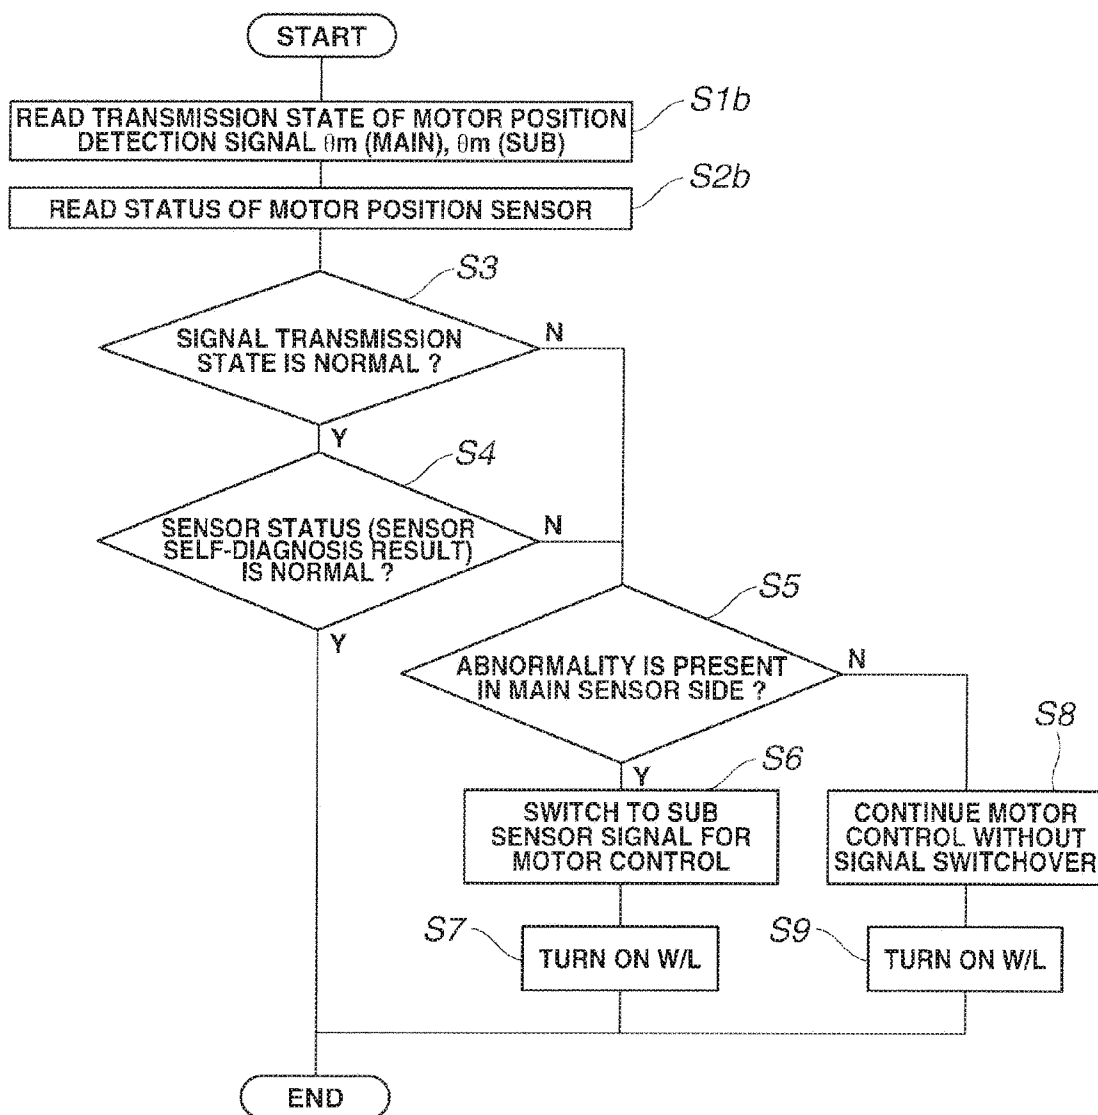 START
S1b
READ TRANSMISSION STATE OF MOTOR POSITION
DETECTION SIGNAL θm (MAIN), θm (SUB)
S2b
READ STATUS OF MOTOR POSITION SENSOR
S3
SIGNAL TRANSMISSION
STATE IS NORMAL ?
N
Y
S4
SENSOR STATUS (SENSOR
SELF-DIAGNOSIS RESULT)
IS NORMAL ?
N
Y
S5
ABNORMALITY IS PRESENT
IN MAIN SENSOR SIDE ?
N
Y
S6
SWITCH TO SUB
SENSOR SIGNAL FOR
MOTOR CONTROL
S8
CONTINUE MOTOR
CONTROL WITHOUT
SIGNAL SWITCHOVER
S7
TURN ON W/L
S9
TURN ON W/L
END